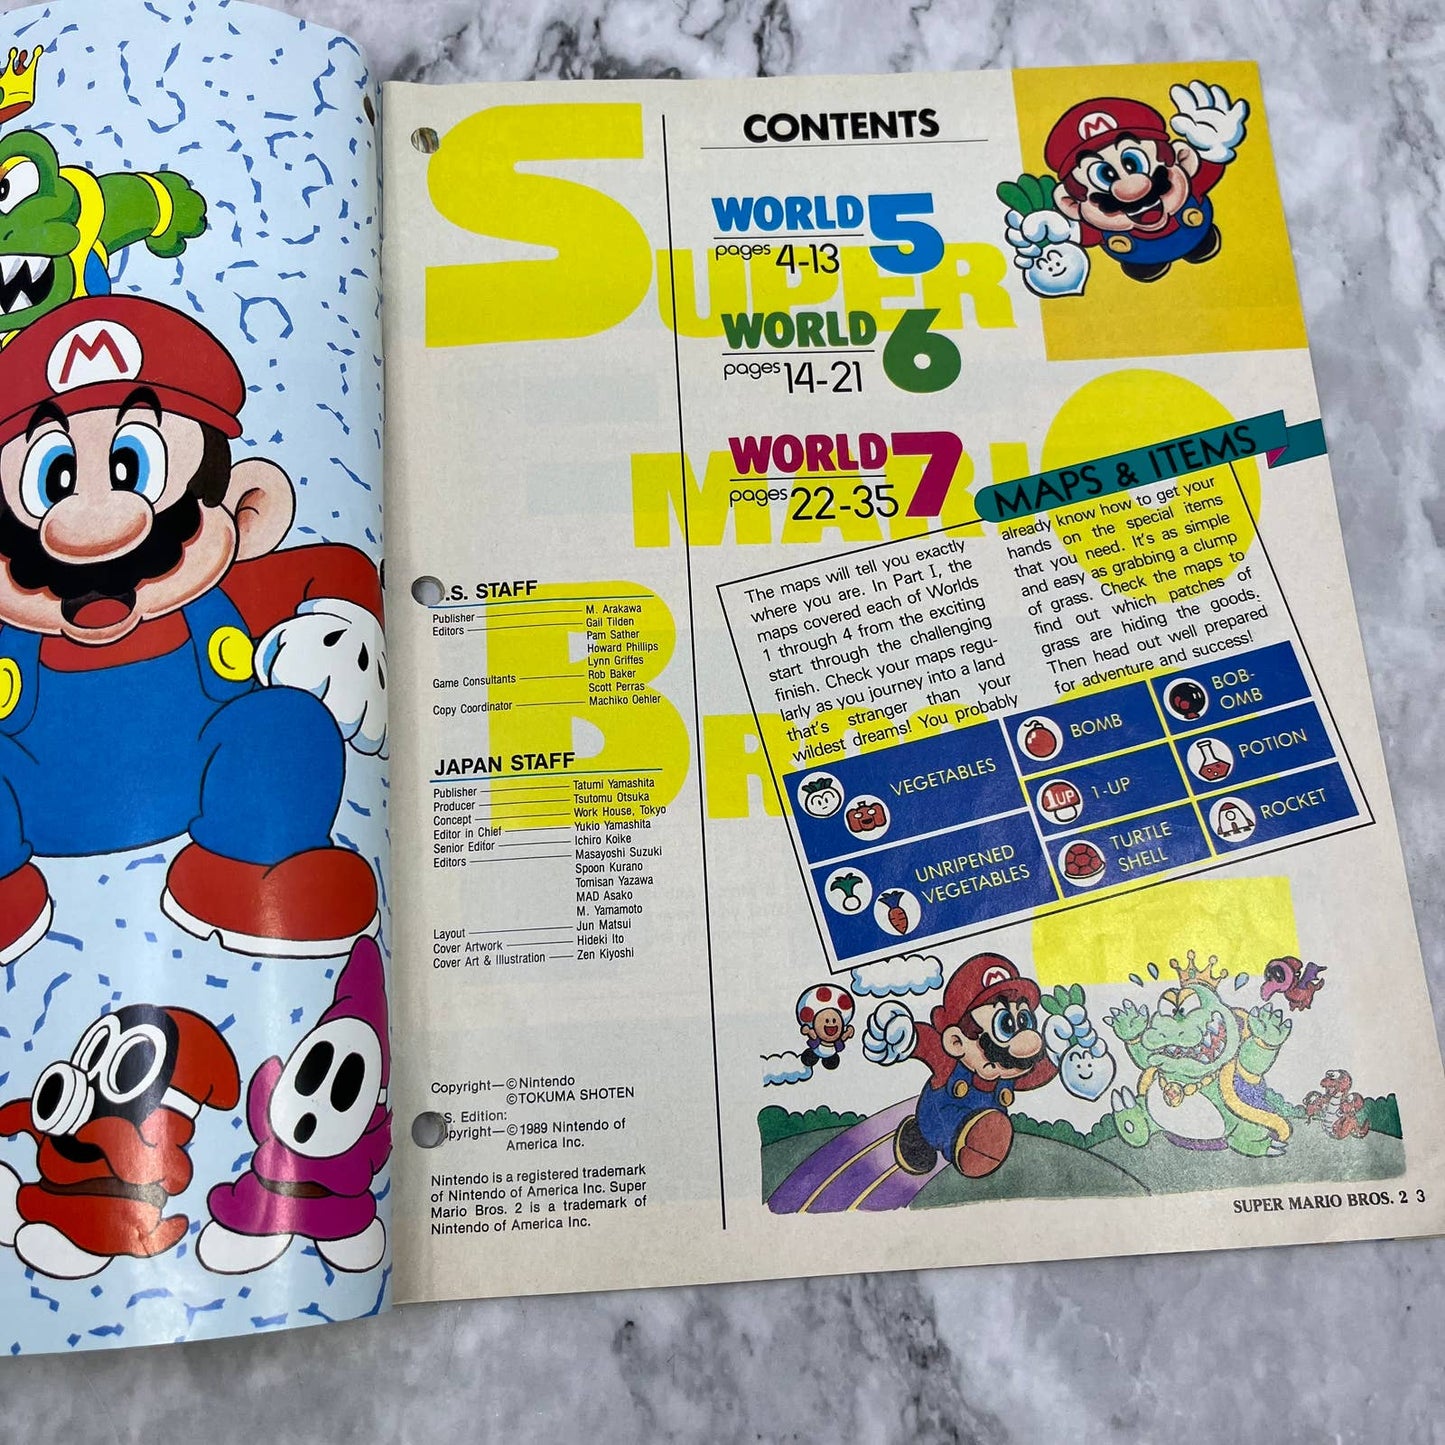 M
SUPER
MARIO
BROS.
2
CONTENTS
WORLD 5
pages 4-13
WORLD 6
pages 14-21
WORLD 7
pages 22-35
M
MAPS & ITEMS
The maps will tell you exactly
where you are. In Part I, the
maps covered each of Worlds
1 through 4 from the exciting
start through the challenging
finish. Check your maps regu-
larly as you journey into a land
that's stranger than your
wildest dreams! You probably
already know how to get your
hands on the special items
that you need. It's as simple
and easy as grabbing a clump
of grass. Check the maps to
find out which patches of
grass are hiding the goods.
Then head out well prepared
for adventure and success!
VEGETABLES
UNRIPENED
VEGETABLES
BOMB
1UP 1-UP
TURTLE
SHELL
BOB-
OMB
POTION
ROCKET
.S. STAFF
Publisher M. Arakawa
Editors Gail Tilden
Pam Sather
Howard Phillips
Lynn Griffes
Game Consultants Rob Baker
Scott Perras
Copy Coordinator Machiko Oehler
JAPAN STAFF
Publisher Tatumi Yamashita
Producer Tsutomu Otsuka
Concept Work House, Tokyo
Editor in Chief Yukio Yamashita
Senior Editor Ichiro Koike
Editors Masayoshi Suzuki
Spoon Kurano
Tomisan Yazawa
MAD Asako
M. Yamamoto
Layout Jun Matsui
Cover Artwork Hideki Ito
Cover Art & Illustration Zen Kiyoshi
Copyright—©Nintendo
©TOKUMA SHOTEN
.S. Edition:
pyright—©1989 Nintendo of
America Inc.
Nintendo is a registered trademark
of Nintendo of America Inc. Super
Mario Bros. 2 is a trademark of
Nintendo of America Inc.
M
SUPER MARIO BROS. 2 3